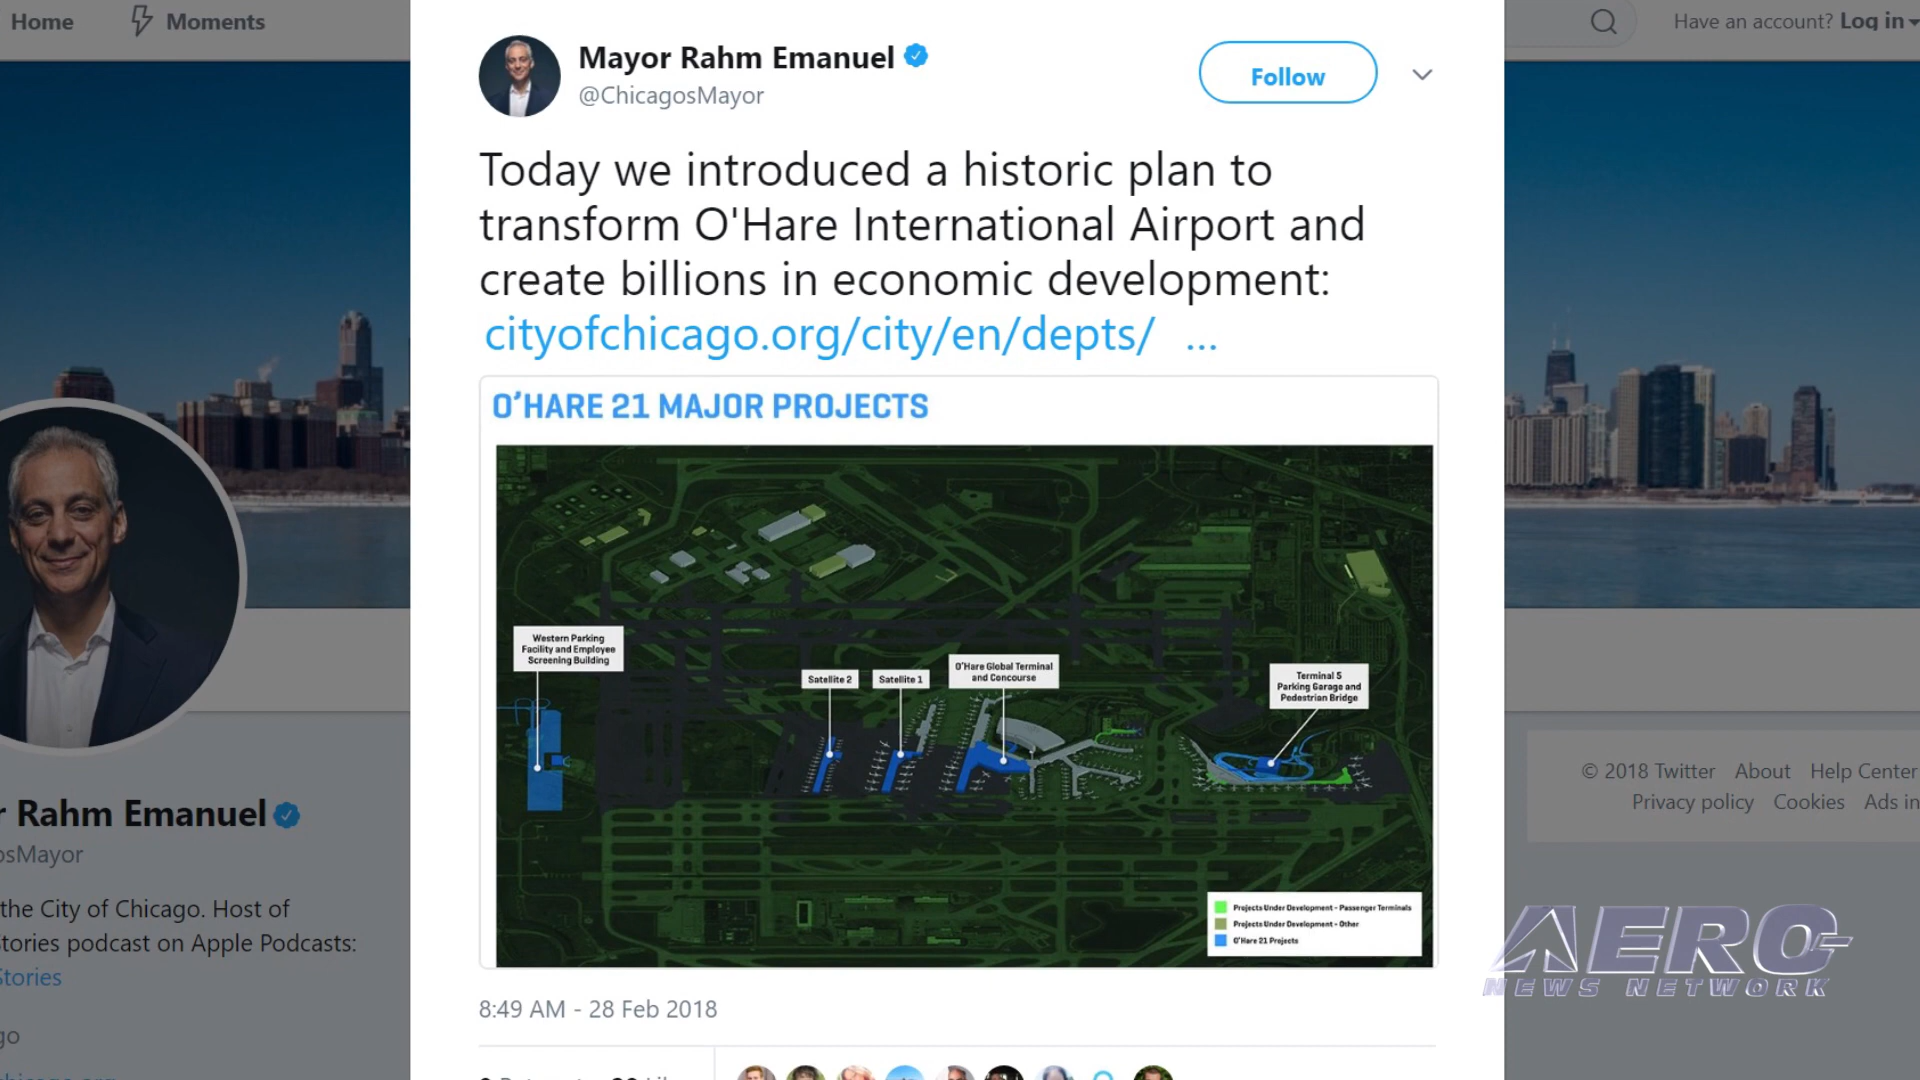 Home
Moments
Have an account? Log in
Mayor Rahm Emanuel
@ChicagosMayor
Follow
Today we introduced a historic plan to
transform O'Hare International Airport and
create billions in economic development:
cityofchicago.org/city/en/depts/ ...
O'HARE 21 MAJOR PROJECTS
Western Parking
Facility and Employee
Screening Building
Satellite 2
Satellite 1
O'Hare Global Terminal
and Concourse
Terminal 5
Parking Garage and
Pedestrian Bridge
Projects Under Development - Passenger Terminals
Projects Under Development - Other
O'Hare 21 Projects
8:49 AM - 28 Feb 2018
r Rahm Emanuel
osMayor
the City of Chicago. Host of
tories podcast on Apple Podcasts:
Stories
go
© 2018 Twitter About Help Center
Privacy policy Cookies Ads in
AERO
NEWS NETWORK